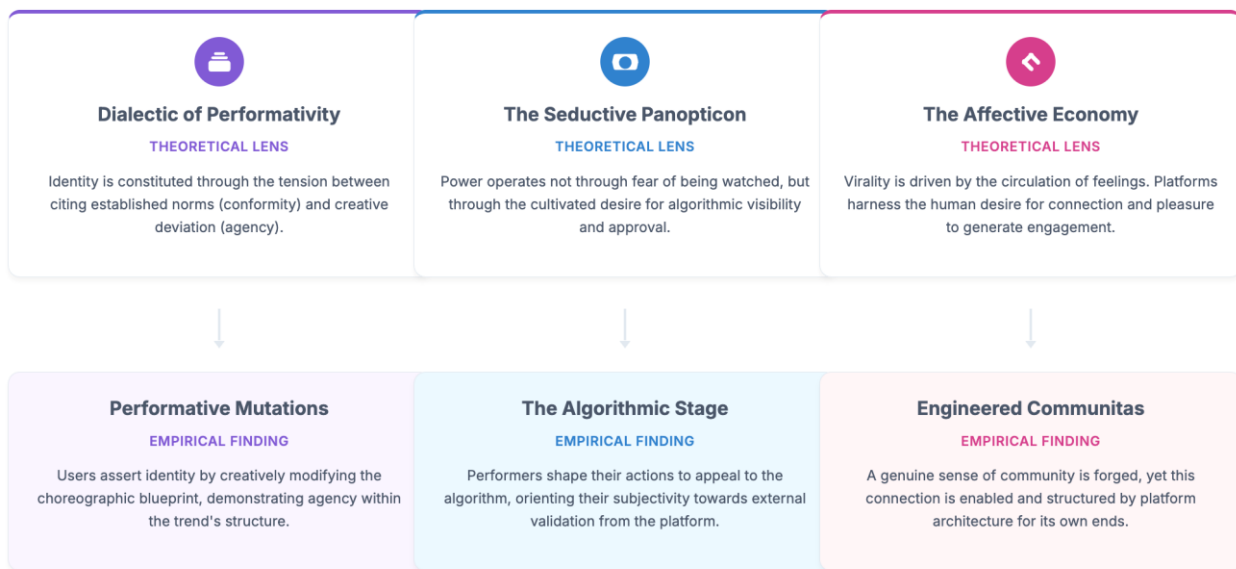 Dialectic of Performativity
THEORETICAL LENS
Identity is constituted through the tension between
citing established norms (conformity) and creative
deviation (agency).
The Seductive Panopticon
THEORETICAL LENS
Power operates not through fear of being watched, but
through the cultivated desire for algorithmic visibility
and approval.
The Affective Economy
THEORETICAL LENS
Virality is driven by the circulation of feelings. Platforms
harness the human desire for connection and pleasure
to generate engagement.
Performative Mutations
EMPIRICAL FINDING
Users assert identity by creatively modifying the
choreographic blueprint, demonstrating agency within
the trend's structure.
The Algorithmic Stage
EMPIRICAL FINDING
Performers shape their actions to appeal to the
algorithm, orienting their subjectivity towards external
validation from the platform.
Engineered Communitas
EMPIRICAL FINDING
A genuine sense of community is forged, yet this
connection is enabled and structured by platform
architecture for its own ends.